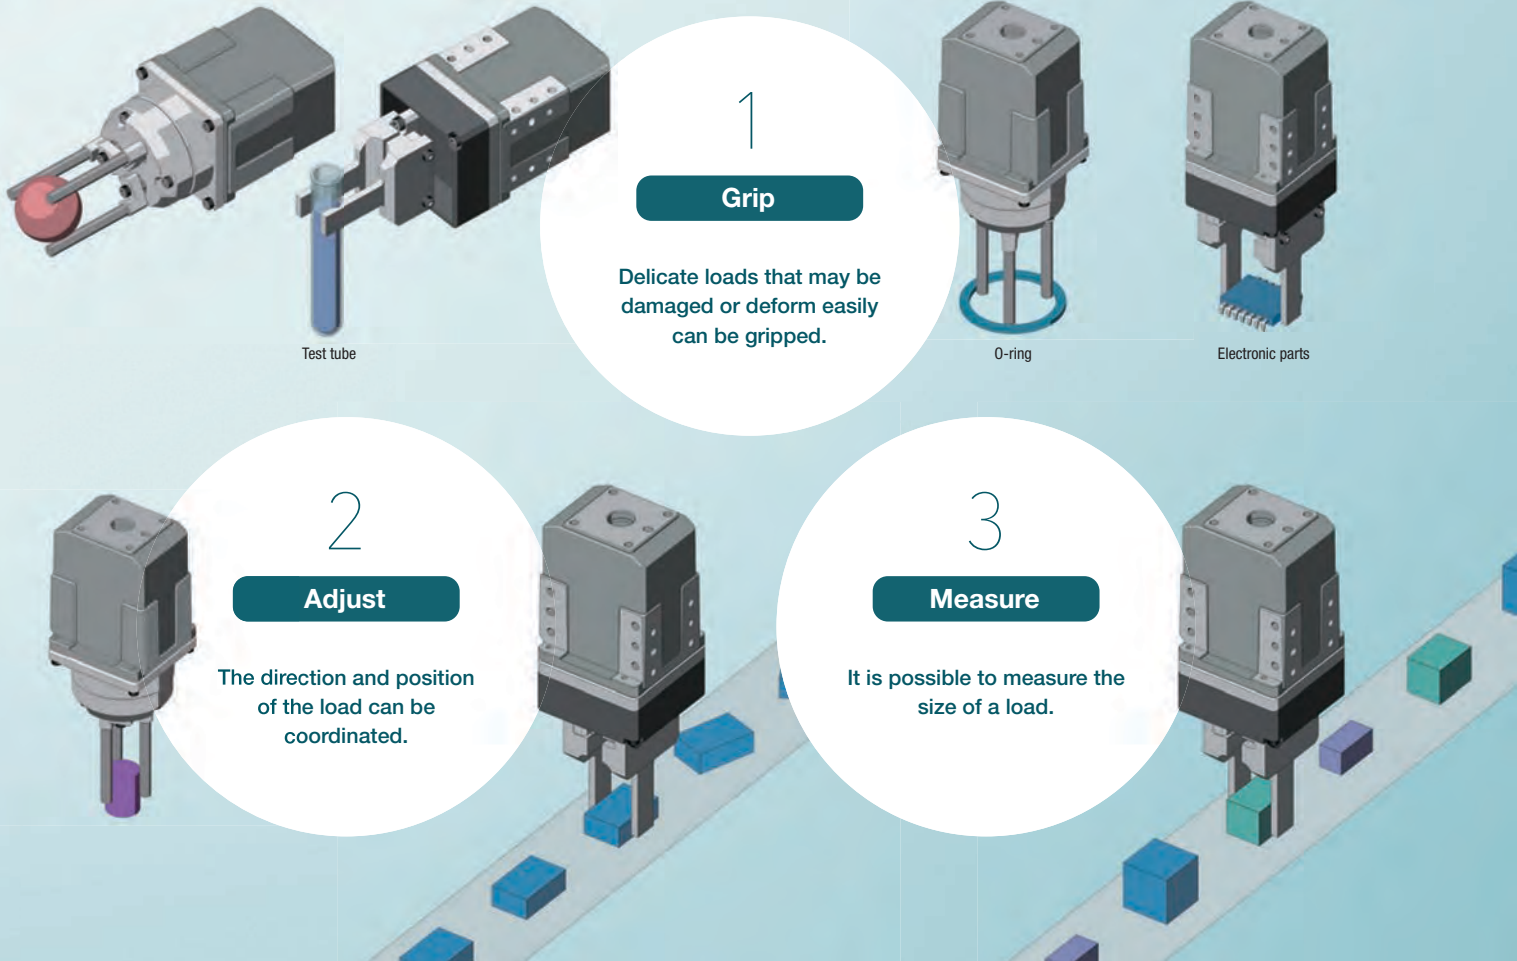 1
Grip
Delicate loads that may be
damaged or deform easily
can be gripped.
Test tube
O-ring
Electronic parts
2
Adjust
The direction and position
of the load can be
coordinated.
3
Measure
It is possible to measure the
size of a load.